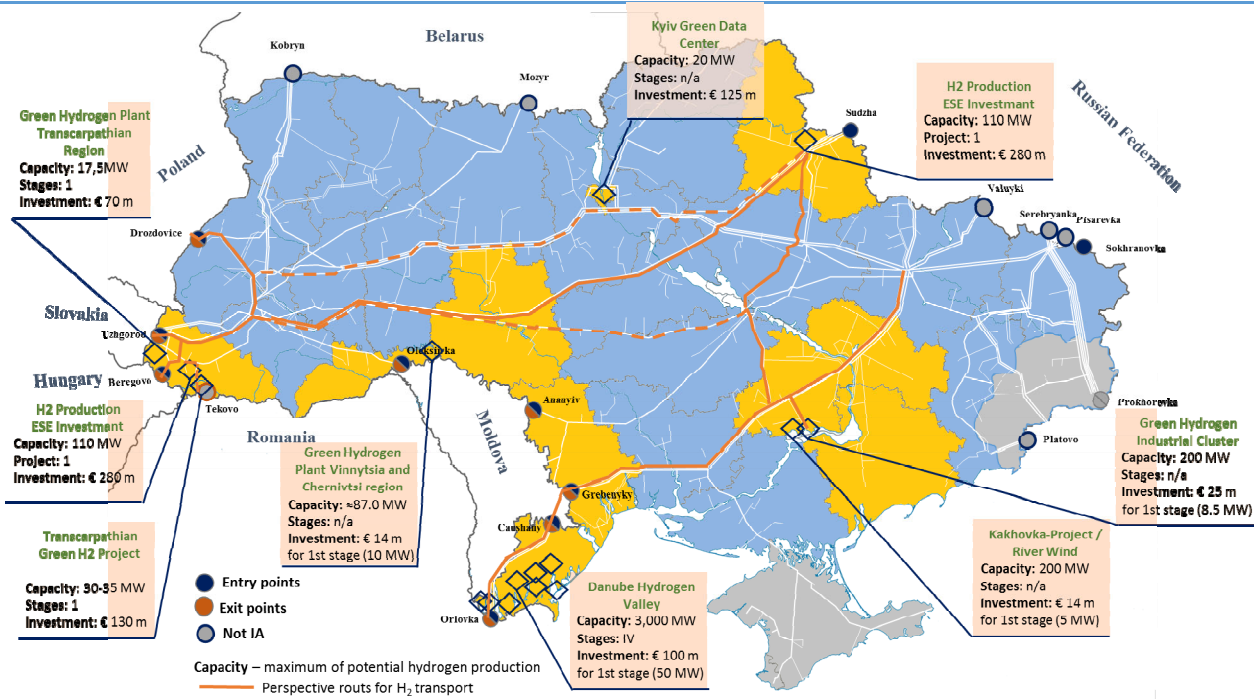 Belarus
Kobryn
Mozyr
Kyiv Green Data
Center
Capacity: 20 MW
Stages: n/a
Investment: € 125 m
Sudzha
H2 Production
ESE Investmant
Capacity: 110 MW
Project: 1
Investment: € 280 m
Russian Federation
Green Hydrogen Plant
Transcarpathian
Region
Capacity: 17,5MW
Stages: 1
Investment: € 70 m
Poland
Drozdovice
Valuyki
Serebryanka
Pisarevka
Sokhranovka
Slovakia
Uzhgorod
Hungary
Beregovo
Tekovo
Oleksiivka
Romania
Moldova
Ananyiv
Grebenyky
Caushany
Orlovka
Prokhorovka
Platovo
H2 Production
ESE Investment
Capacity: 110 MW
Project: 1
Investment: € 280 m
Green Hydrogen
Plant Vinnytsia and
Chernivtsi region
Capacity: ≈87.0 MW
Stages: n/a
Investment: € 14 m
for 1st stage (10 MW)
Green Hydrogen
Industrial Cluster
Capacity: 200 MW
Stages: n/a
Investment: € 25 m
for 1st stage (8.5 MW)
Transcarpathian
Green H2 Project
Capacity: 30-35 MW
Stages: 1
Investment: € 130 m
Kakhovka-Project /
River Wind
Capacity: 200 MW
Stages: n/a
Investment: € 14 m
for 1st stage (5 MW)
Danube Hydrogen
Valley
Capacity: 3,000 MW
Stages: IV
Investment: € 100 m
for 1st stage (50 MW)
Entry points
Exit points
Not IA
Capacity – maximum of potential hydrogen production
Perspective routs for H₂ transport